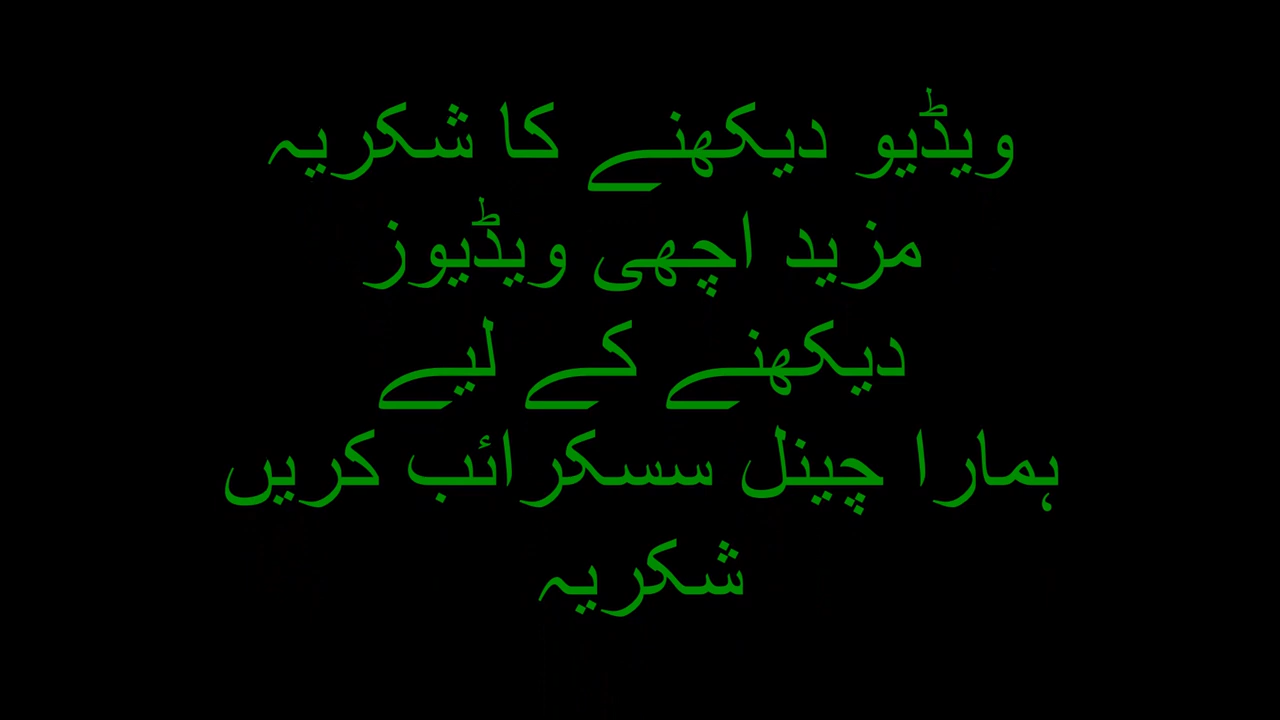 ویڈیو دیکھنے کا شکریہ
مزید اچھی ویڈیوز
دیکھنے کے لیے
ہمارا چینل سسکرائب کریں
شکریہ